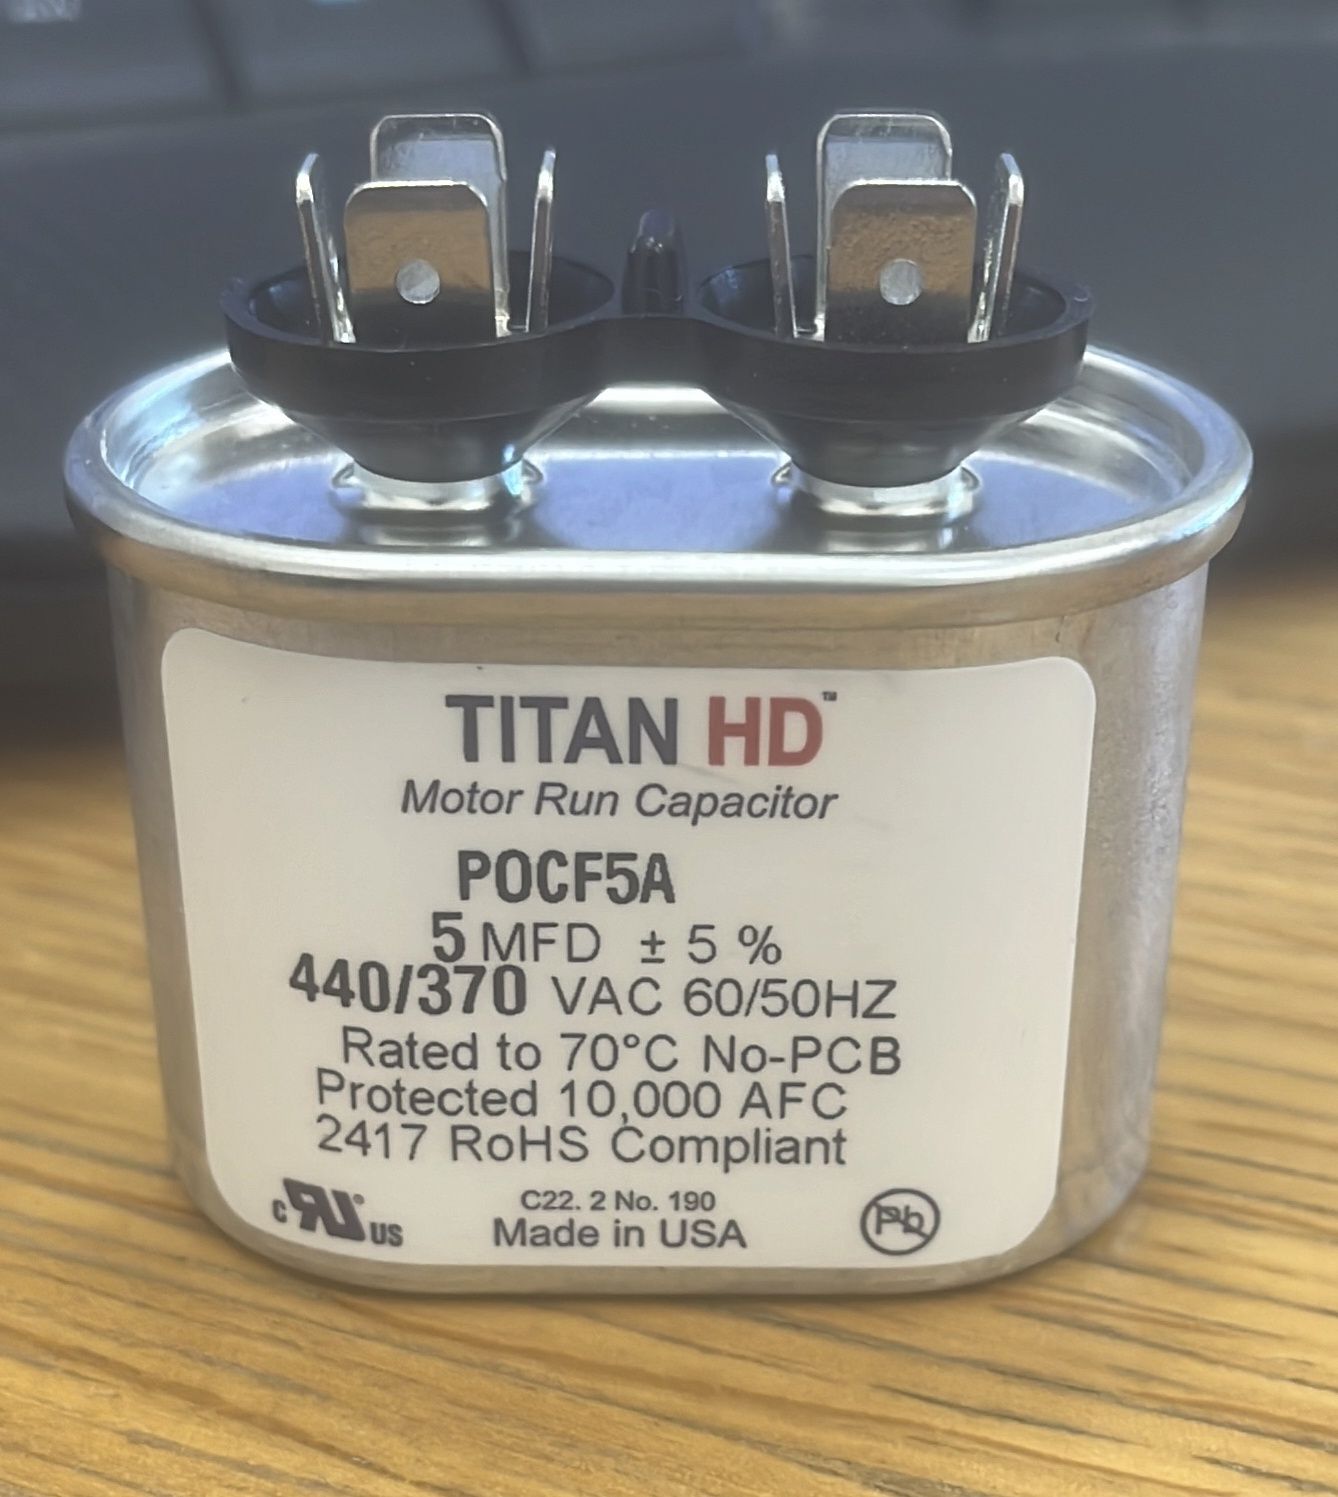 TITAN HD™
Motor Run Capacitor
POCF5A
5 MFD ± 5 %
440/370 VAC 60/50HZ
Rated to 70°C No-PCB
Protected 10,000 AFC
2417 RoHS Compliant
C22. 2 No. 190
c RU® US
Made in USA
Pb